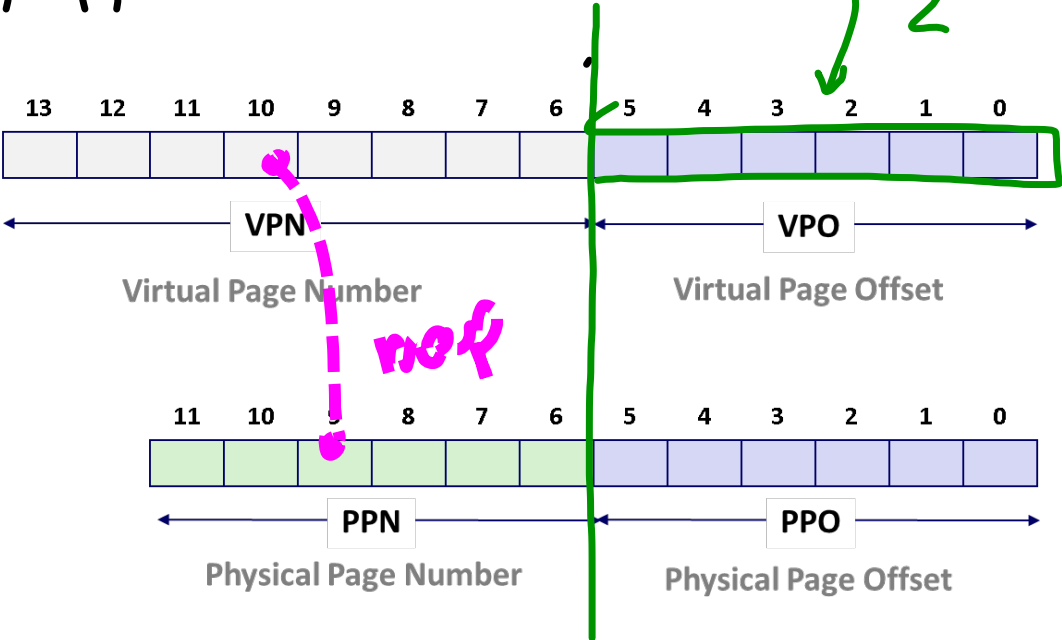 2
13 12 11 10 9 8 7 6 5 4 3 2 1 0
VPN VPO
Virtual Page Number Virtual Page Offset
11 10 9 8 7 6 5 4 3 2 1 0
PPN PPO
Physical Page Number Physical Page Offset